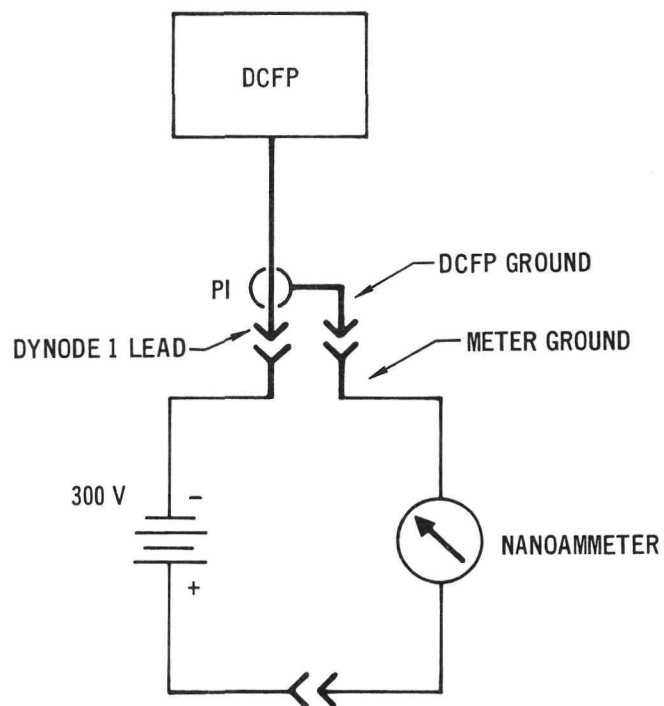 DCFP
DCFP GROUND
PI
DYNODE 1 LEAD
METER GROUND
300 V
-
NANOAMMETER
+